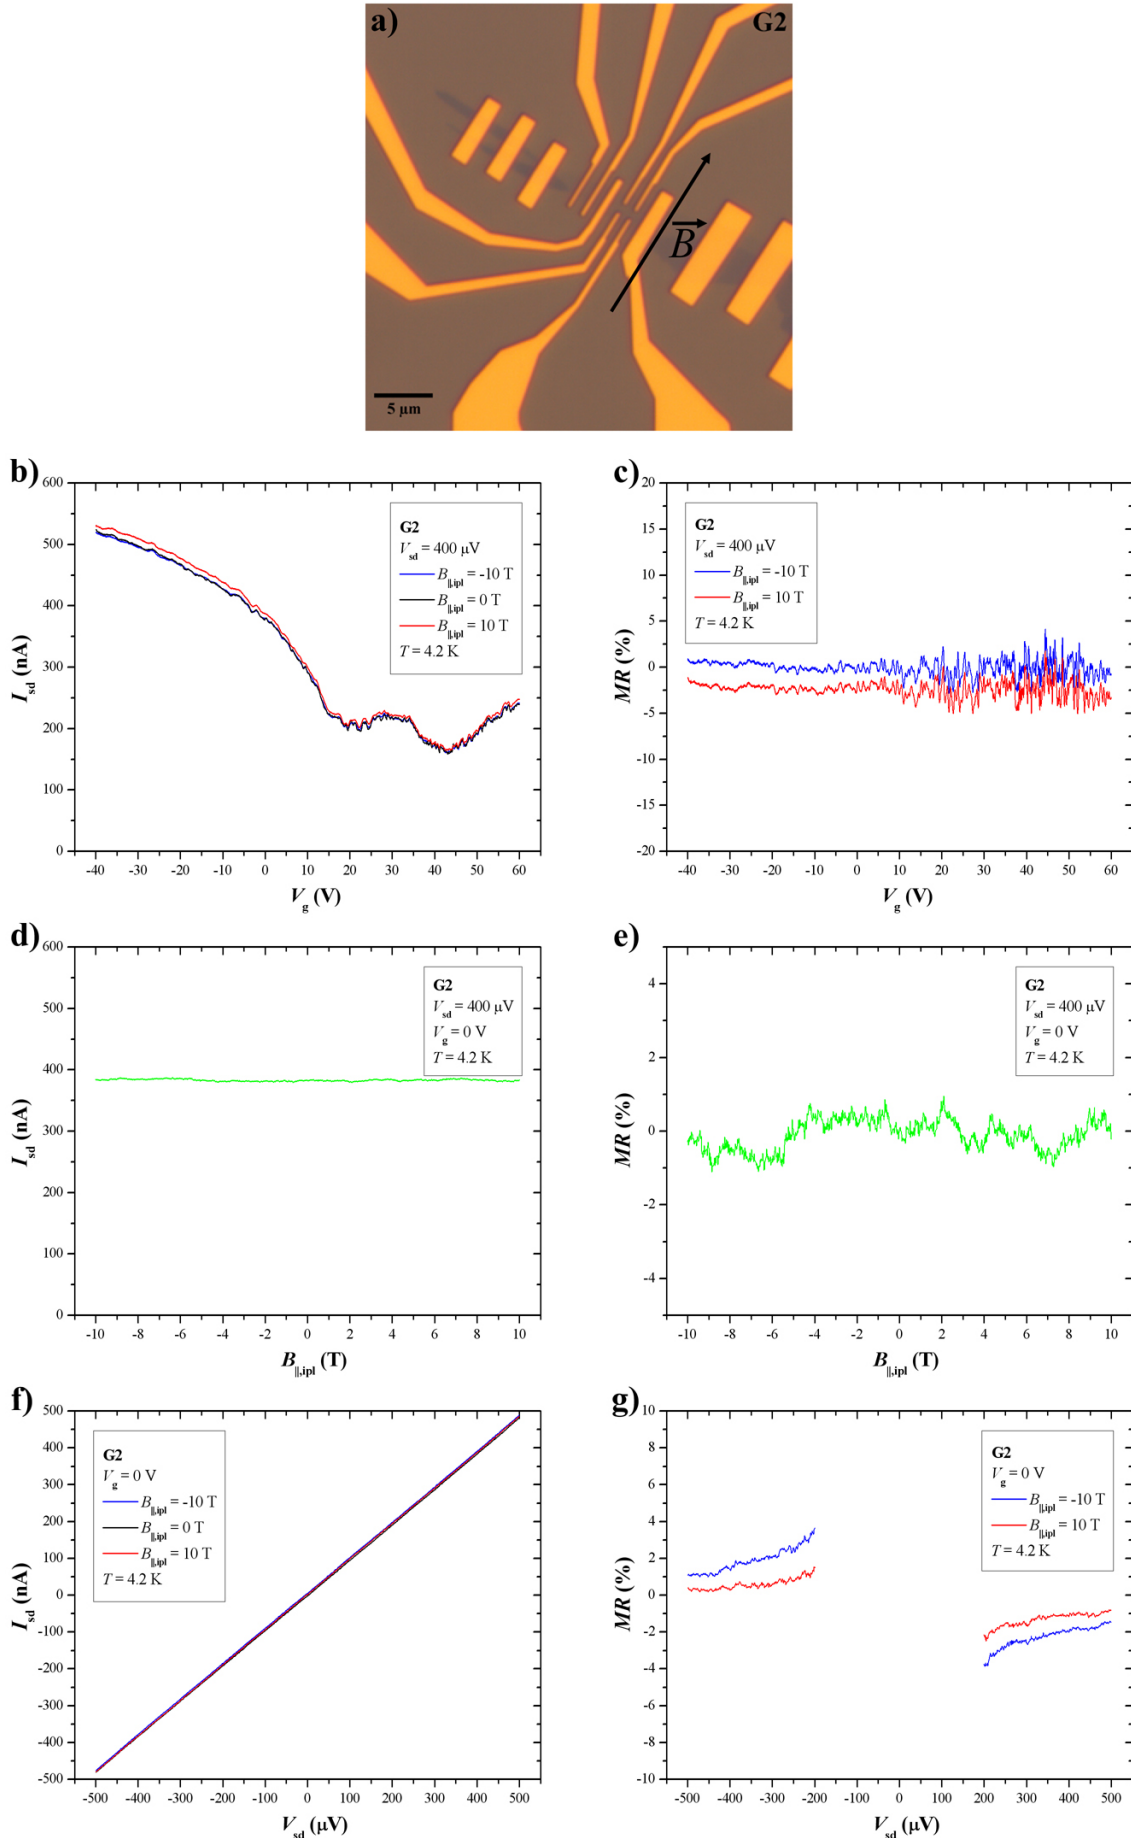 a)
G2
B
5 µm
b)
600
500
400
300
200
100
0
I_sd (nA)
G2
V_sd = 400 µV
B_||,ipl = -10 T
B_||,ipl = 0 T
B_||,ipl = 10 T
T = 4.2 K
-40 -30 -20 -10 0 10 20 30 40 50 60
V_g (V)
c)
20
15
10
5
0
-5
-10
-15
-20
MR (%)
G2
V_sd = 400 µV
B_||,ipl = -10 T
B_||,ipl = 10 T
T = 4.2 K
-40 -30 -20 -10 0 10 20 30 40 50 60
V_g (V)
d)
600
500
400
300
200
100
0
I_sd (nA)
G2
V_sd = 400 µV
V_g = 0 V
T = 4.2 K
-10 -8 -6 -4 -2 0 2 4 6 8 10
B_||,ipl (T)
e)
4
2
0
-2
-4
MR (%)
G2
V_sd = 400 µV
V_g = 0 V
T = 4.2 K
-10 -8 -6 -4 -2 0 2 4 6 8 10
B_||,ipl (T)
f)
500
400
300
200
100
0
-100
-200
-300
-400
-500
I_sd (nA)
G2
V_g = 0 V
B_||,ipl = -10 T
B_||,ipl = 0 T
B_||,ipl = 10 T
T = 4.2 K
-500 -400 -300 -200 -100 0 100 200 300 400 500
V_sd (µV)
g)
10
8
6
4
2
0
-2
-4
-6
-8
-10
MR (%)
G2
V_g = 0 V
B_||,ipl = -10 T
B_||,ipl = 10 T
T = 4.2 K
-500 -400 -300 -200 -100 0 100 200 300 400 500
V_sd (µV)